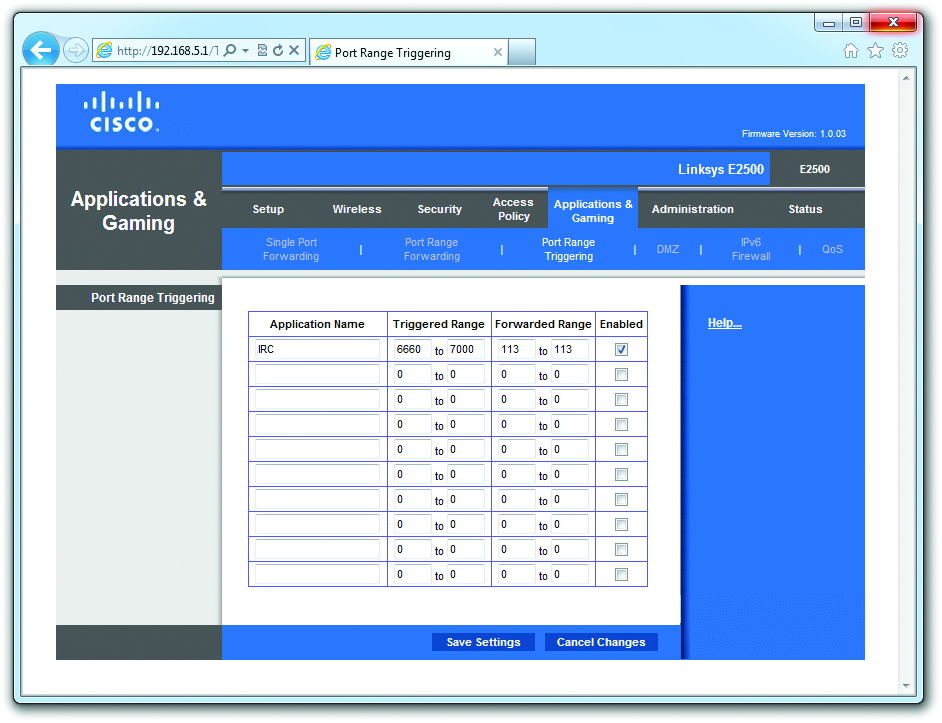 http://192.168.5.1/T
Port Range Triggering
CISCO.
Firmware Version: 1.0.03
Linksys E2500
E2500
Applications & Gaming
Setup
Wireless
Security
Access Policy
Applications & Gaming
Administration
Status
Single Port Forwarding
|
Port Range Forwarding
|
Port Range Triggering
|
DMZ
|
IPv6 Firewall
|
QoS
Port Range Triggering
Application Name Triggered Range Forwarded Range Enabled
IRC 6660 to 7000 113 to 113
0 to 0 0 to 0
0 to 0 0 to 0
0 to 0 0 to 0
0 to 0 0 to 0
0 to 0 0 to 0
0 to 0 0 to 0
0 to 0 0 to 0
0 to 0 0 to 0
0 to 0 0 to 0
Help...
Save Settings
Cancel Changes